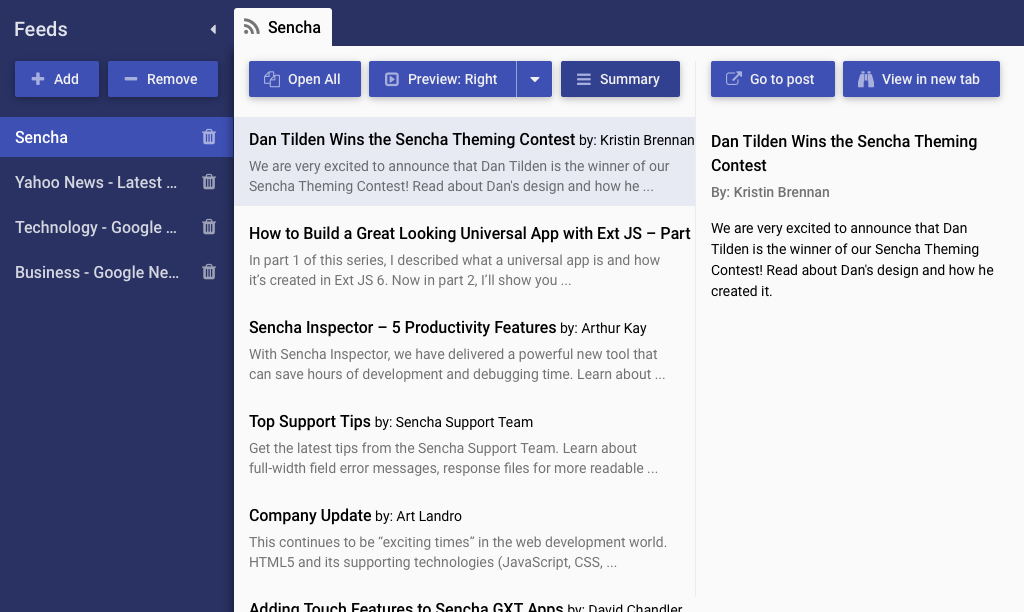 Feeds
Add
Remove
Sencha
Yahoo News - Latest ...
Technology - Google ...
Business - Google Ne...
Sencha
Open All
Preview: Right
Summary
Dan Tilden Wins the Sencha Theming Contest by: Kristin Brennan
We are very excited to announce that Dan Tilden is the winner of our
Sencha Theming Contest! Read about Dan's design and how he ...
How to Build a Great Looking Universal App with Ext JS – Part
In part 1 of this series, I described what a universal app is and how
it’s created in Ext JS 6. Now in part 2, I’ll show you ...
Sencha Inspector – 5 Productivity Features by: Arthur Kay
With Sencha Inspector, we have delivered a powerful new tool that
can save hours of development and debugging time. Learn about ...
Top Support Tips by: Sencha Support Team
Get the latest tips from the Sencha Support Team. Learn about
full-width field error messages, response files for more readable ...
Company Update by: Art Landro
This continues to be “exciting times” in the web development world.
HTML5 and its supporting technologies (JavaScript, CSS, ...
Adding Touch Features to Sencha GXT Apps by: David Chandler
Go to post
View in new tab
Dan Tilden Wins the Sencha Theming
Contest
By: Kristin Brennan
We are very excited to announce that Dan
Tilden is the winner of our Sencha Theming
Contest! Read about Dan's design and how he
created it.